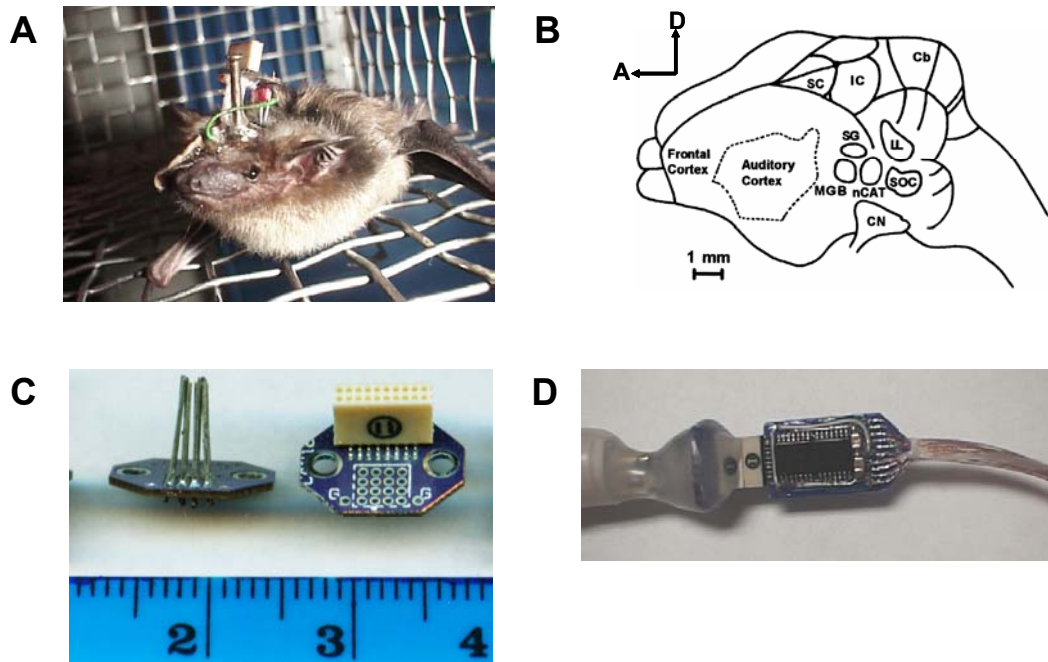 A
B
D
A
Cb
SC
IC
SG
LL
Frontal
Cortex
Auditory
Cortex
MGB
nCAT
SOC
CN
1 mm
C
D
G
G
2
3
4